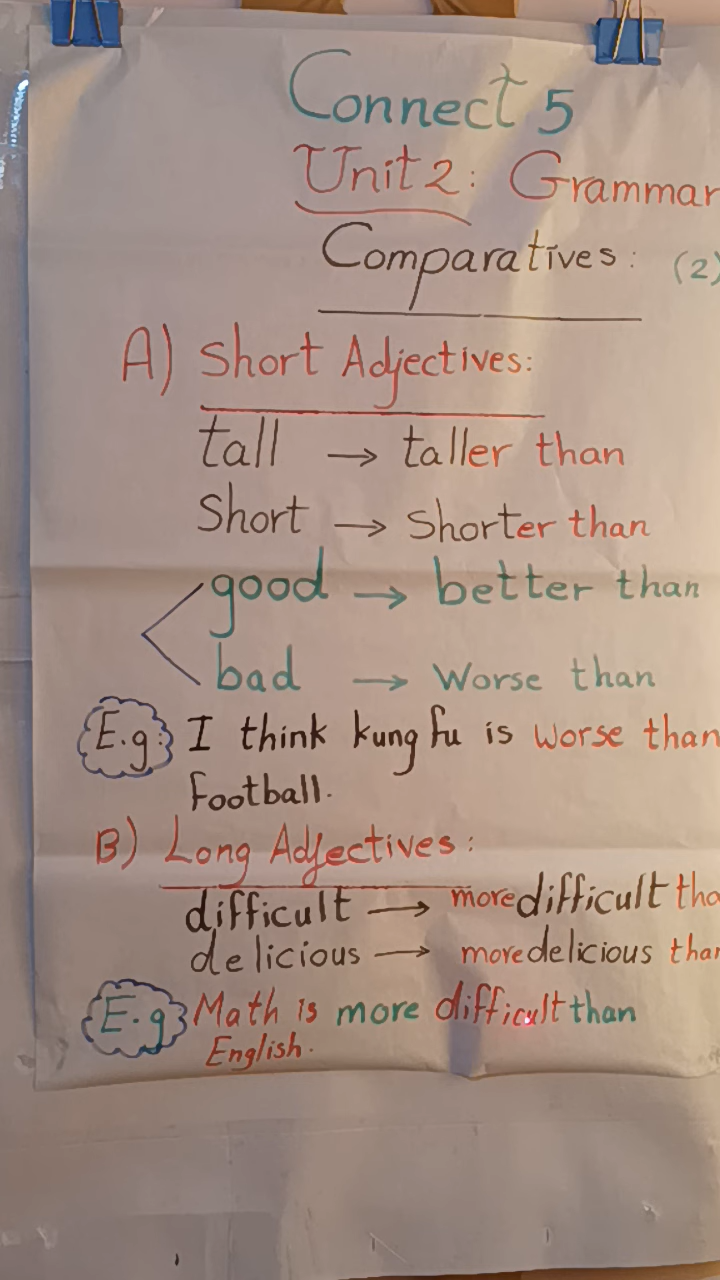 Connect 5
Unit 2: Grammar
Comparatives: (2)
A) Short Adjectives:
tall → taller than
Short → Shorter than
good → better than
bad → Worse than
E.g: I think kung fu is worse than
Football.
B) Long Adjectives:
difficult → more difficult tha
delicious → more delicious than
E.g Math is more difficult than
English.